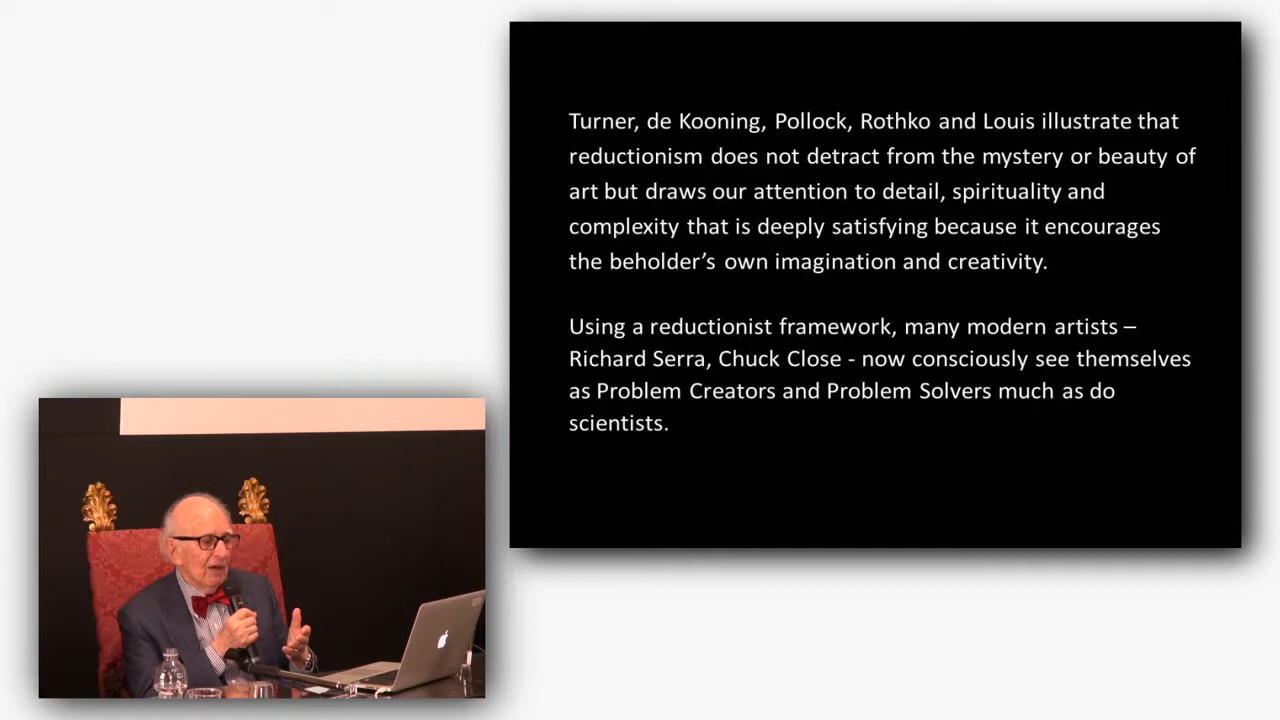 Turner, de Kooning, Pollock, Rothko and Louis illustrate that
reductionism does not detract from the mystery or beauty of
art but draws our attention to detail, spirituality and
complexity that is deeply satisfying because it encourages
the beholder’s own imagination and creativity.
Using a reductionist framework, many modern artists –
Richard Serra, Chuck Close - now consciously see themselves
as Problem Creators and Problem Solvers much as do
scientists.